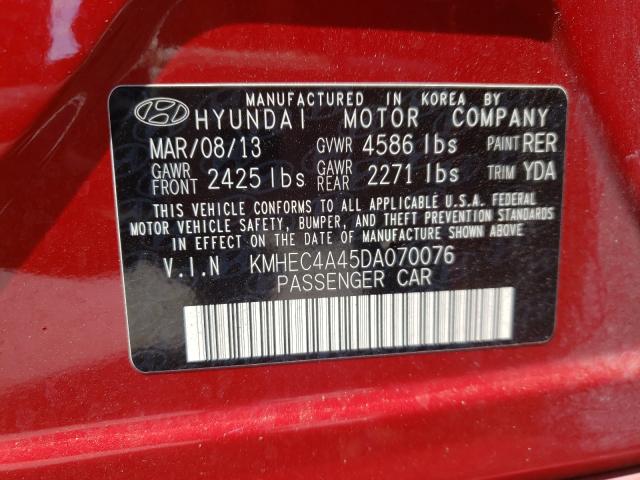 MANUFACTURED IN KOREA BY
HYUNDAI MOTOR COMPANY
MAR/08/13 GVWR 4586 lbs PAINT RER
GAWR FRONT 2425 lbs GAWR REAR 2271 lbs TRIM YDA
THIS VEHICLE CONFORMS TO ALL APPLICABLE U.S.A. FEDERAL
MOTOR VEHICLE SAFETY, BUMPER, AND THEFT PREVENTION STANDARDS
IN EFFECT ON THE DATE OF MANUFACTURE SHOWN ABOVE.
V.I.N KMHEC4A45DA070076
PASSENGER CAR